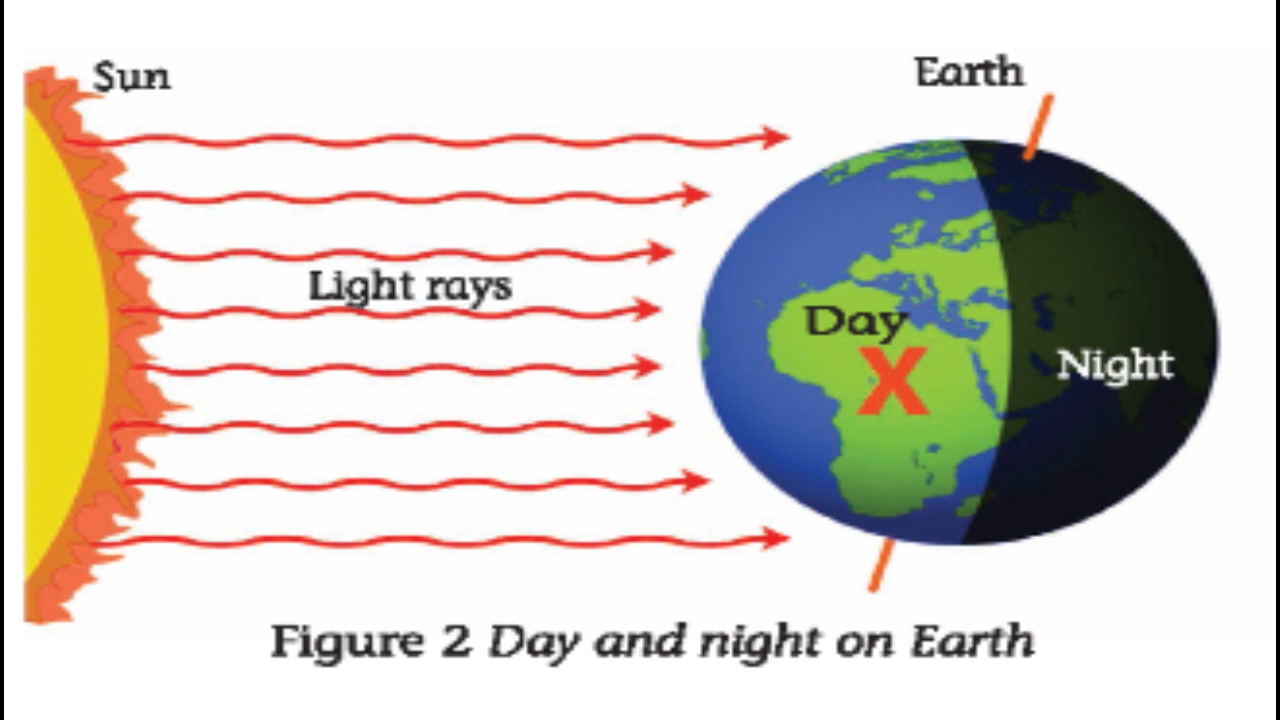 Sun
Earth
Light rays
Day
X
Night
Figure 2 Day and night on Earth